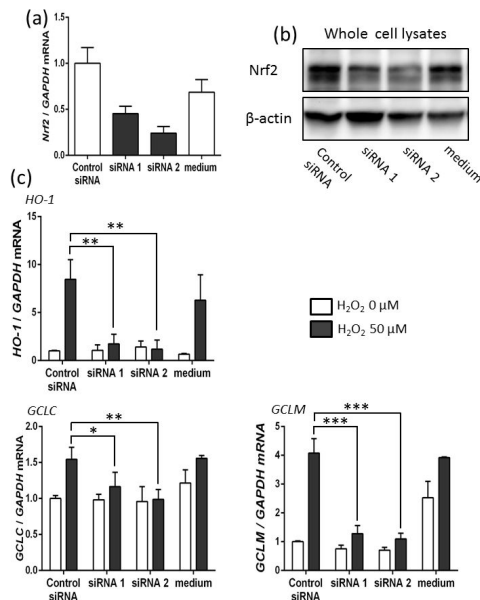 (a)
Nrf2 / GAPDH mRNA
1.5
1.0
0.5
0.0
Control
siRNA
siRNA 1
siRNA 2
medium
(b)
Whole cell lysates
Nrf2
β-actin
Control
siRNA
siRNA 1
siRNA 2
medium
(c)
HO-1
HO-1 / GAPDH mRNA
15
10
5
0
**
**
Control
siRNA
siRNA 1
siRNA 2
medium
H₂O₂ 0 μM
H₂O₂ 50 μM
GCLC
GCLC / GAPDH mRNA
2.0
1.5
1.0
0.5
0.0
**
*
Control
siRNA
siRNA 1
siRNA 2
medium
GCLM
GCLM / GAPDH mRNA
5
4
3
2
1
0
***
***
Control
siRNA
siRNA 1
siRNA 2
medium